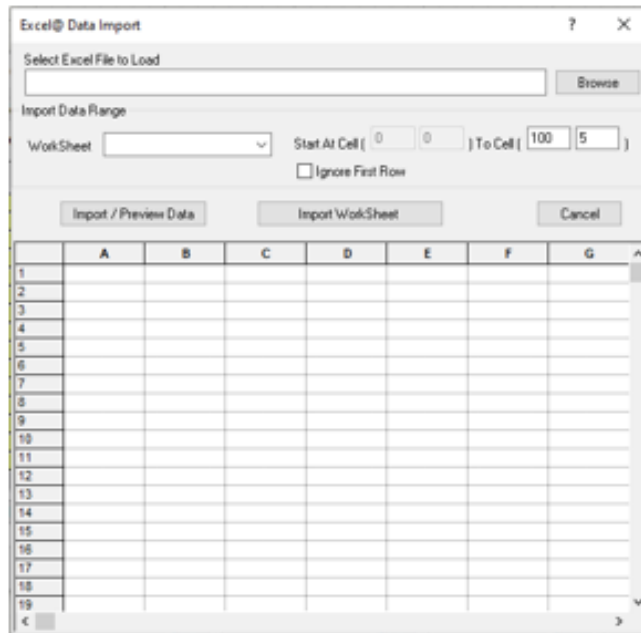 Excel@ Data Import ? X
Select Excel File to Load
Browse
Import Data Range
WorkSheet Start At Cell ( 0 0 ) To Cell ( 100 5 )
Ignore First Row
Import / Preview Data Import WorkSheet Cancel
A B C D E F G
1
2
3
4
5
6
7
8
9
10
11
12
13
14
15
16
17
18
19